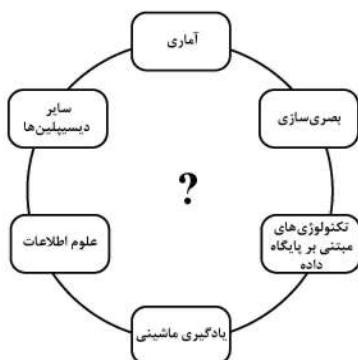 آماری
سایر
دیسیپلین‌ها
بصری‌سازی
?
علوم اطلاعات
تکنولوژی‌های
مبتنی بر پایگاه
داده
یادگیری ماشینی